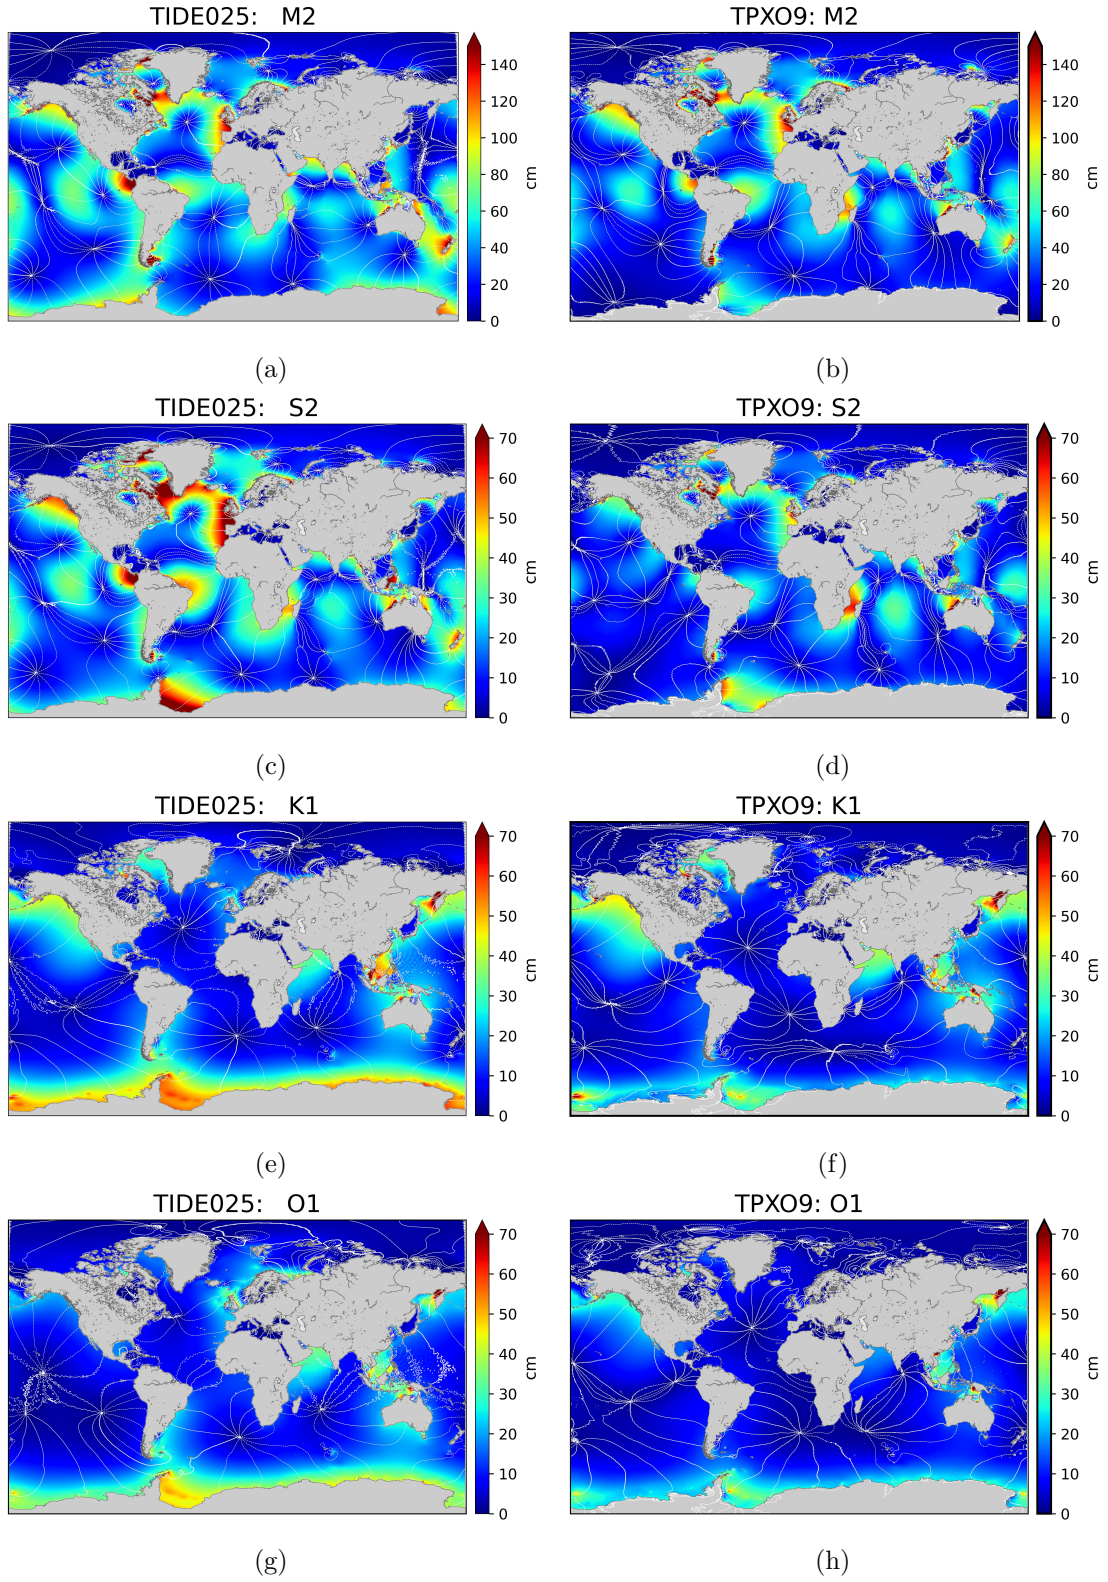 TIDE025: M2
TPXO9: M2
140
120
100
80
60
40
20
0
cm
140
120
100
80
60
40
20
0
cm
(a)
(b)
TIDE025: S2
TPXO9: S2
70
60
50
40
30
20
10
0
cm
70
60
50
40
30
20
10
0
cm
(c)
(d)
TIDE025: K1
TPXO9: K1
70
60
50
40
30
20
10
0
cm
70
60
50
40
30
20
10
0
cm
(e)
(f)
TIDE025: O1
TPXO9: O1
70
60
50
40
30
20
10
0
cm
70
60
50
40
30
20
10
0
cm
(g)
(h)